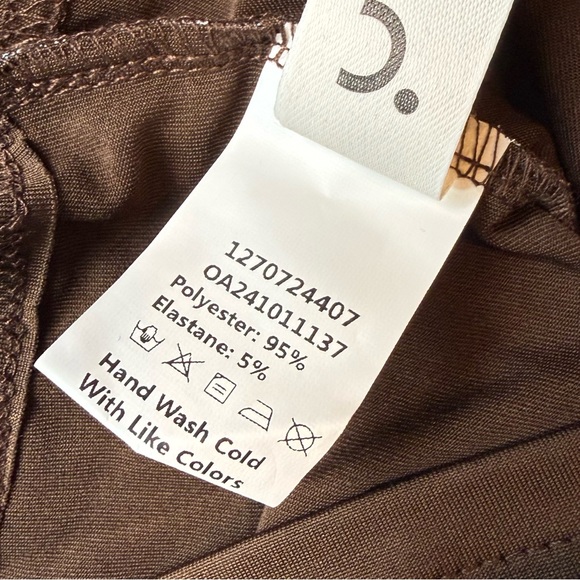 1270724407
OA241011137
Polyester: 95%
Elastane: 5%
Hand Wash Cold
With Like Colors